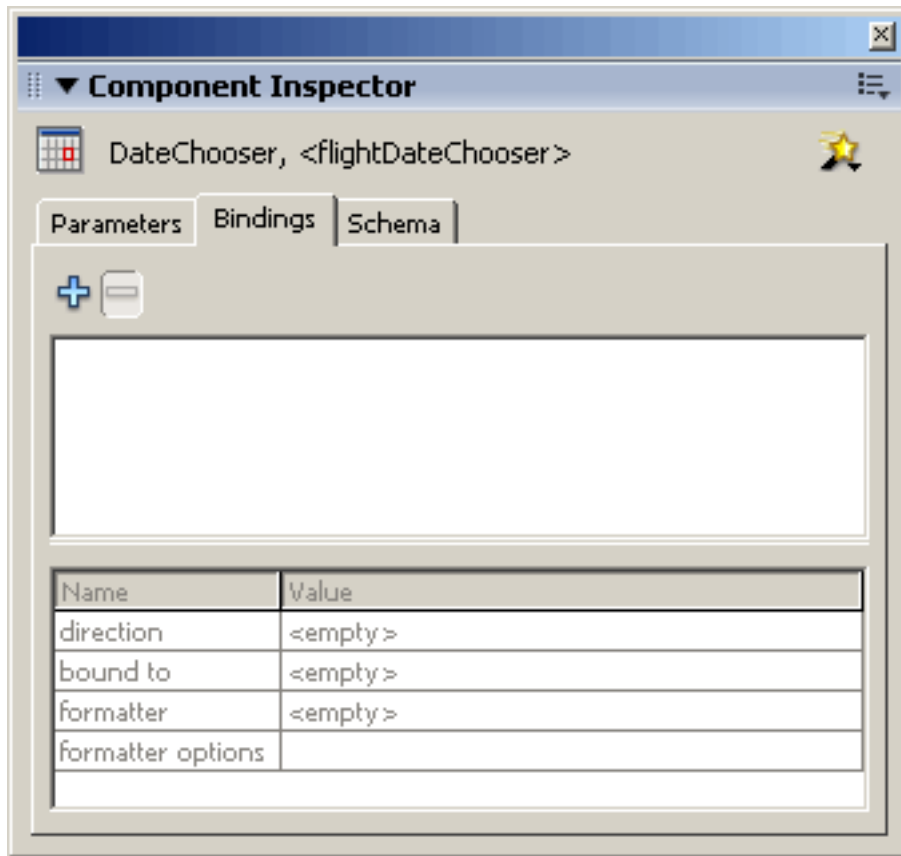 Component Inspector
DateChooser, <flightDateChooser>
Parameters Bindings Schema
Name Value
direction <empty>
bound to <empty>
formatter <empty>
formatter options